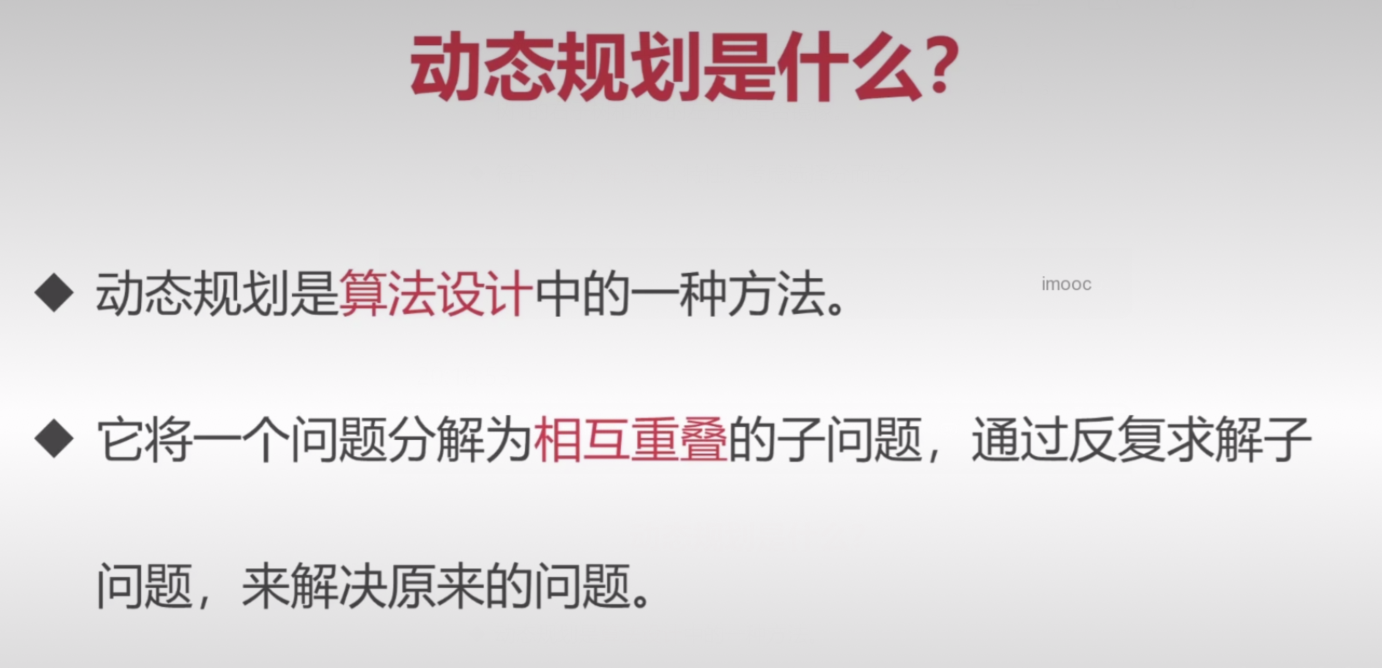 动态规划是什么?
◆ 动态规划是算法设计中的一种方法。
imooc
◆ 它将一个问题分解为相互重叠的子问题，通过反复求解子
问题，来解决原来的问题。